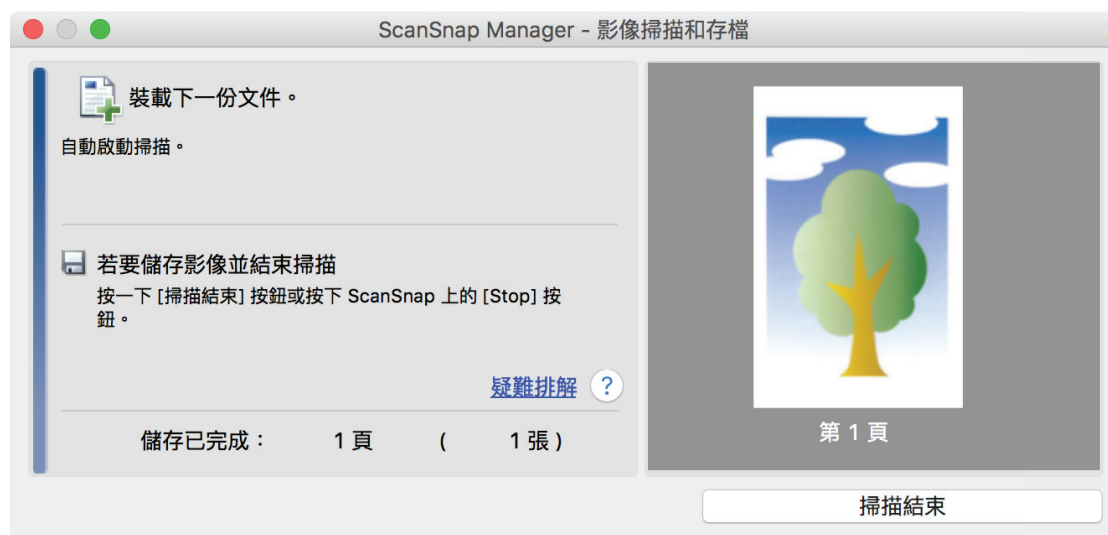 ScanSnap Manager - 影像掃描和存檔
裝載下一份文件。
自動啟動掃描。
若要儲存影像並結束掃描
按一下 [掃描結束] 按鈕或按下 ScanSnap 上的 [Stop] 按
鈕。
疑難排解 ?
儲存已完成： 1 頁 ( 1 張 )
第 1 頁
掃描結束